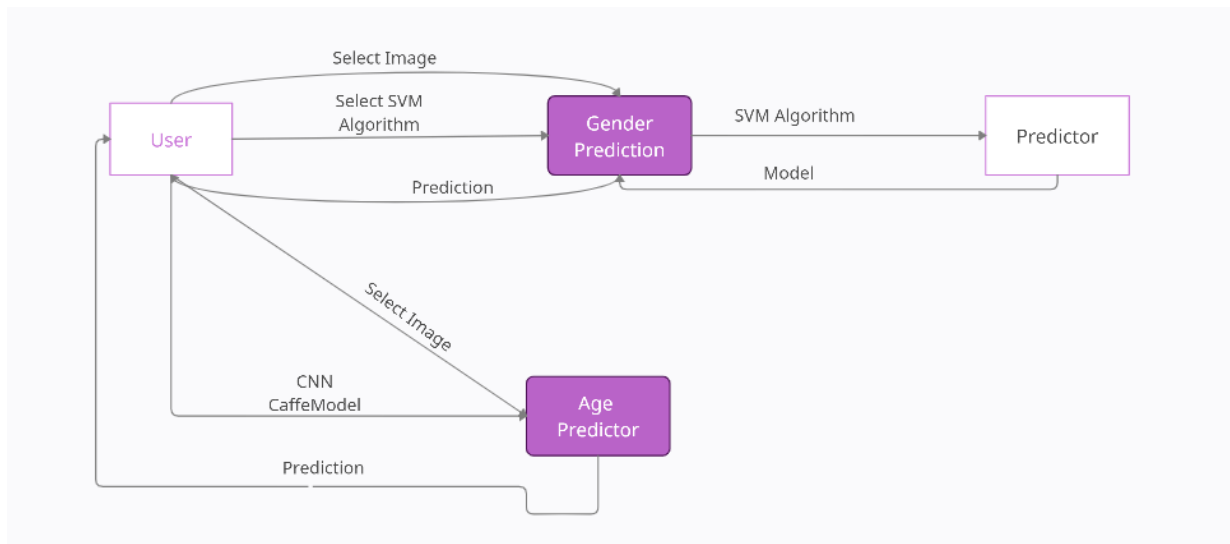 Select Image
Select SVM
Algorithm
User
Gender
Prediction
SVM Algorithm
Predictor
Model
Prediction
Select Image
CNN
CaffeModel
Age
Predictor
Prediction